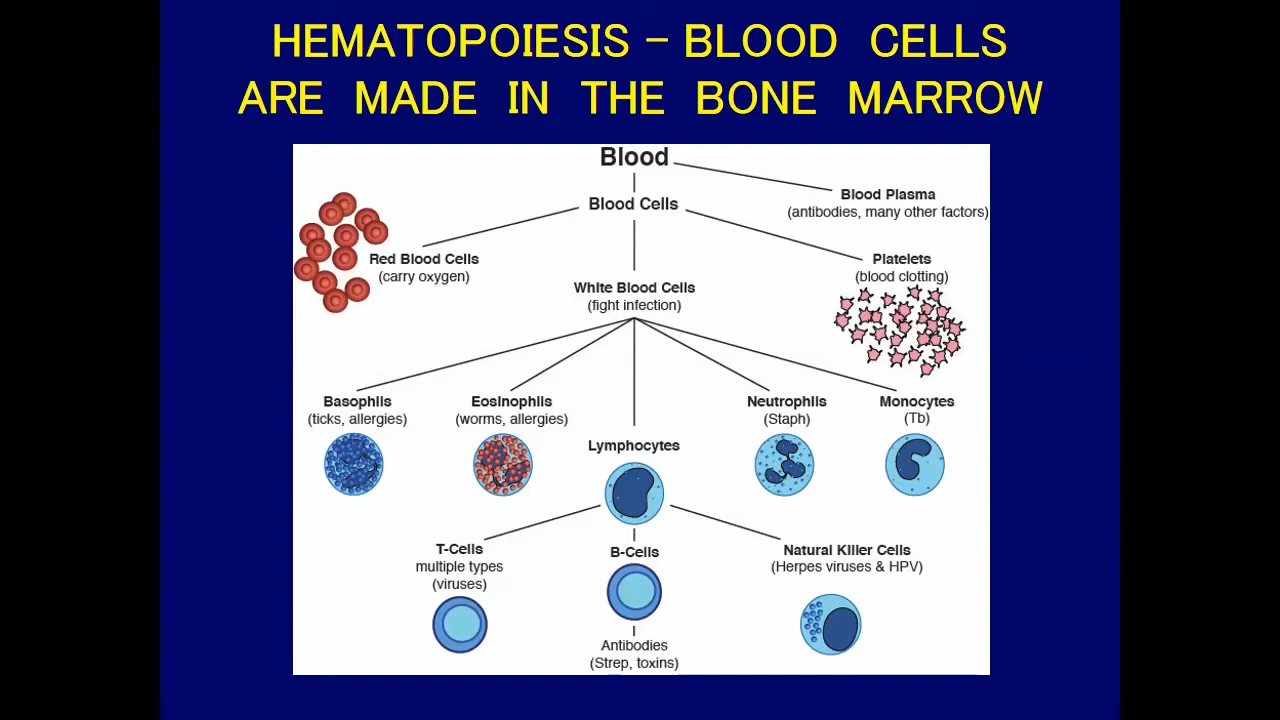 HEMATOPOIESIS – BLOOD CELLS
ARE MADE IN THE BONE MARROW
Blood
Blood Plasma
(antibodies, many other factors)
Blood Cells
Red Blood Cells
(carry oxygen)
Platelets
(blood clotting)
White Blood Cells
(fight infection)
Basophils
(ticks, allergies)
Eosinophils
(worms, allergies)
Lymphocytes
Neutrophils
(Staph)
Monocytes
(Tb)
T-Cells
multiple types
(viruses)
B-Cells
Natural Killer Cells
(Herpes viruses & HPV)
Antibodies
(Strep, toxins)